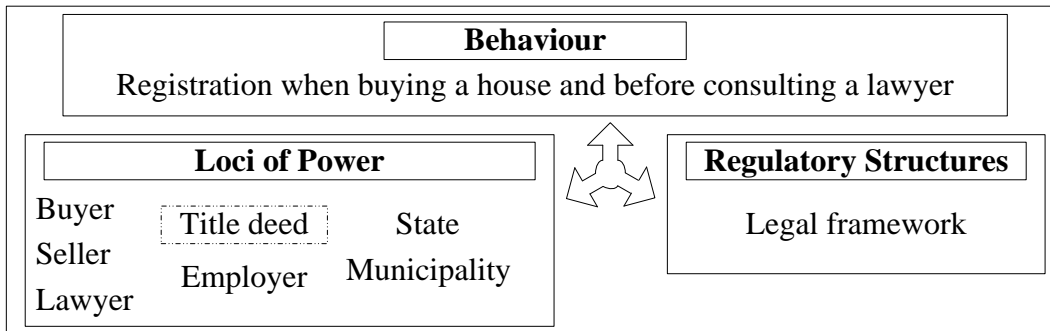 Behaviour
Registration when buying a house and before consulting a lawyer
Loci of Power
Buyer
Seller
Lawyer
Title deed
Employer
State
Municipality
Regulatory Structures
Legal framework